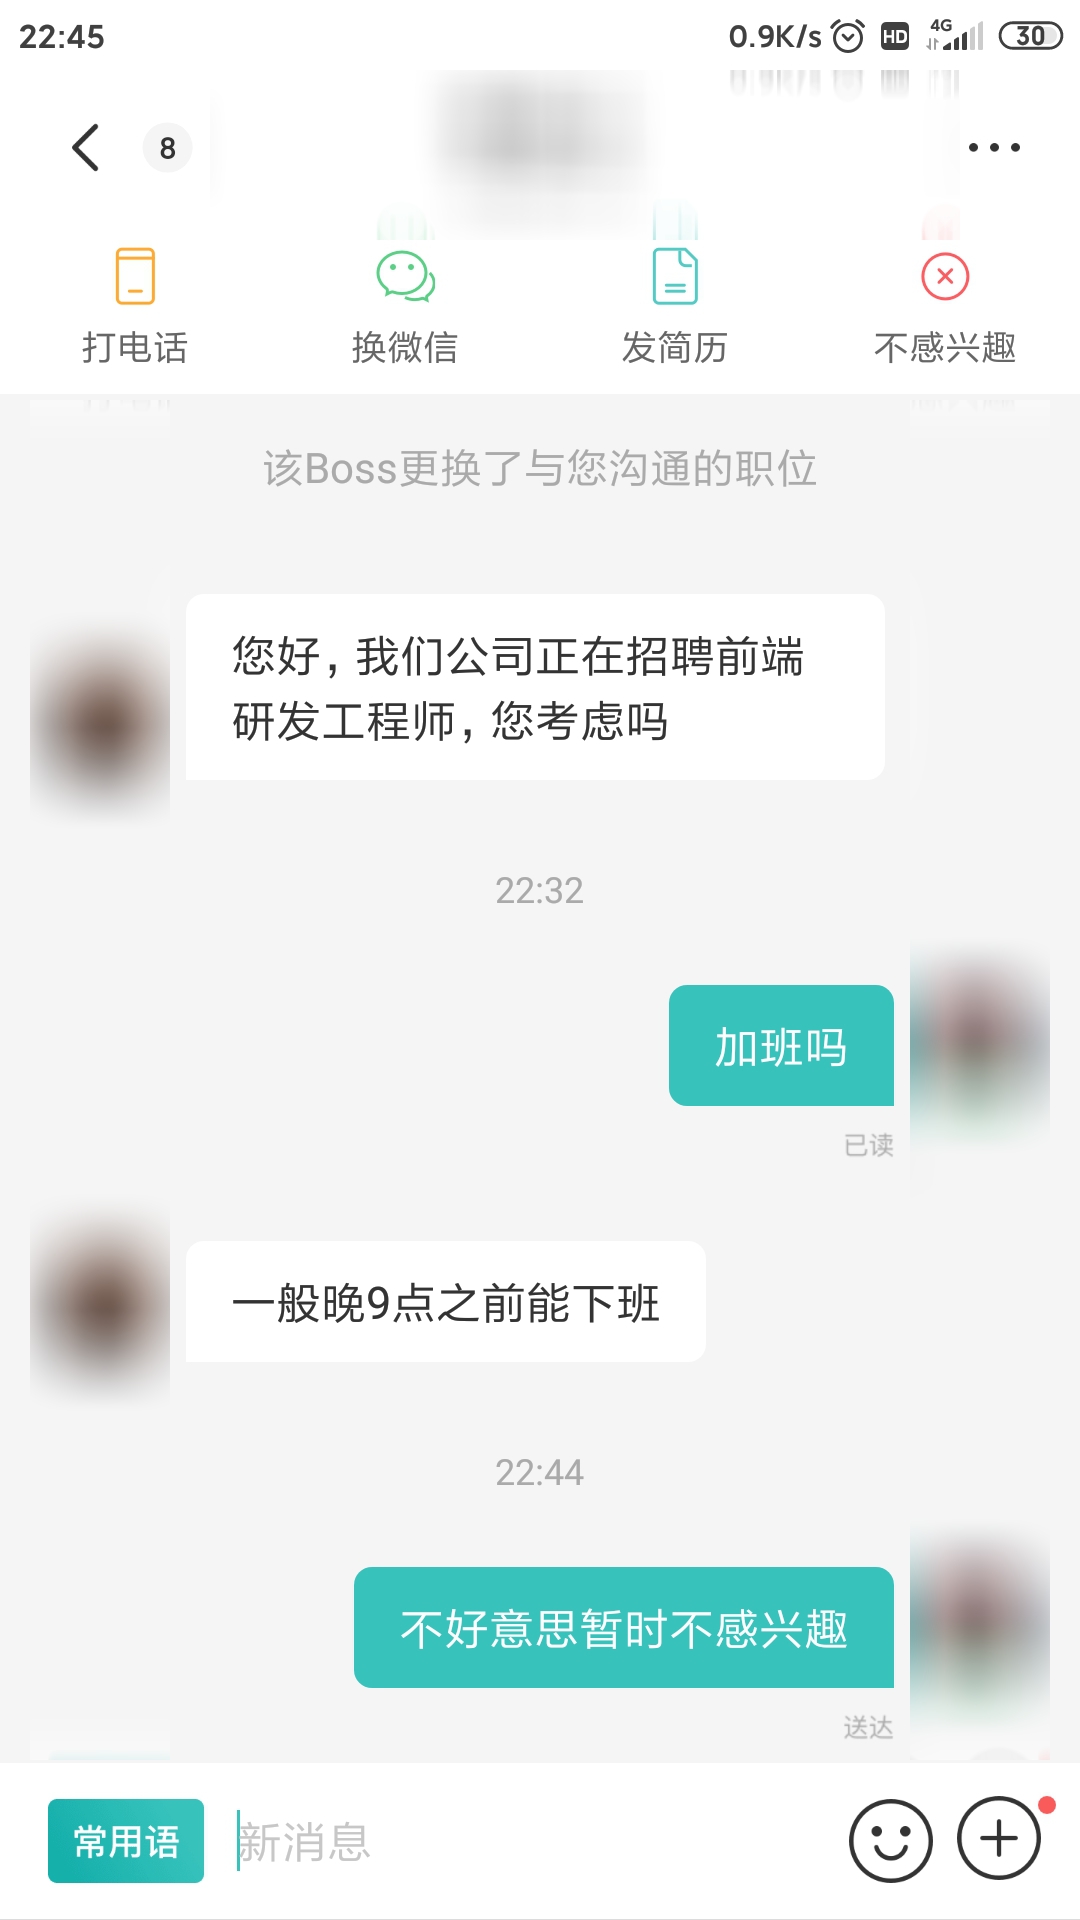 22:45
0.9K/s HD 4G 30
8
打电话
换微信
发简历
不感兴趣
该Boss更换了与您沟通的职位
您好，我们公司正在招聘前端
研发工程师，您考虑吗
22:32
加班吗
已读
一般晚9点之前能下班
22:44
不好意思暂时不感兴趣
送达
常用语
新消息